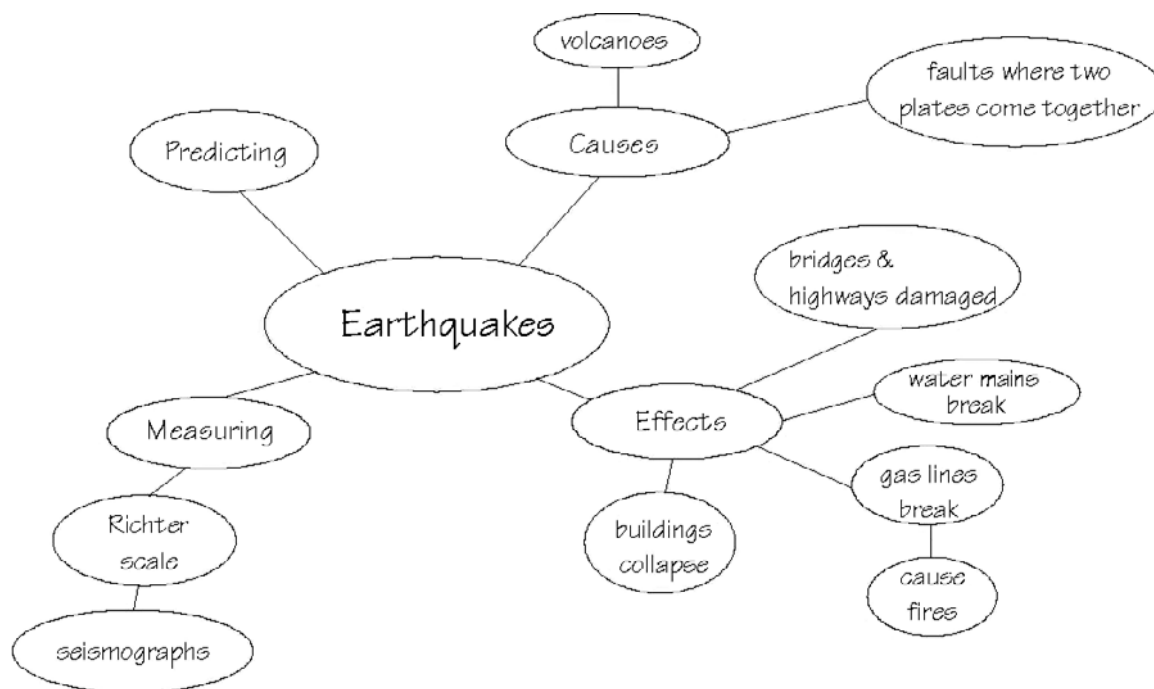 volcanoes
faults where two
plates come together
Predicting
Causes
bridges &
highways damaged
Earthquakes
water mains
break
Measuring
Effects
gas lines
break
Richter
scale
buildings
collapse
cause
fires
seismographs